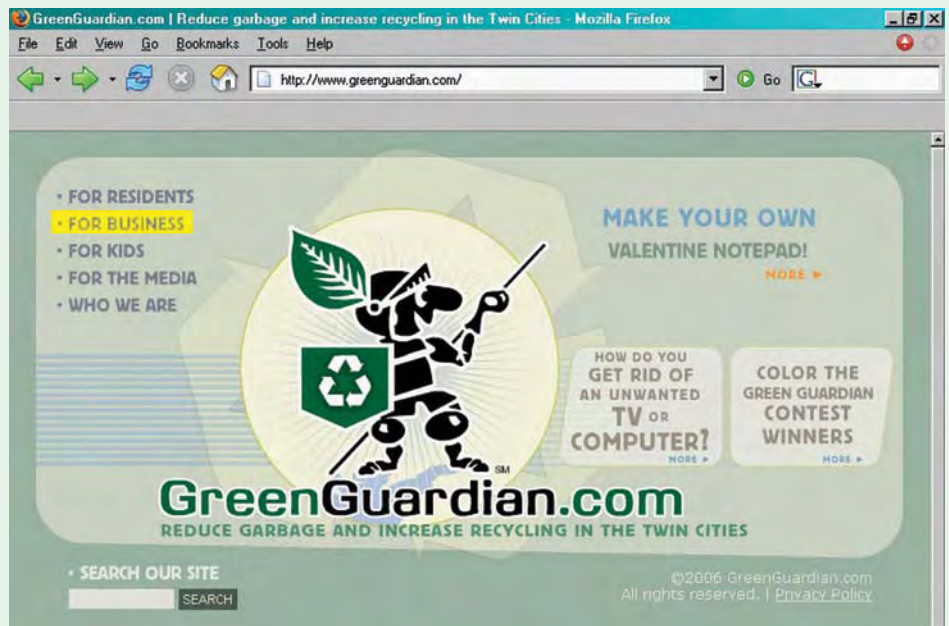 GreenGuardian.com | Reduce garbage and increase recycling in the Twin Cities - Mozilla Firefox
File Edit View Go Bookmarks Tools Help
http://www.greenguardian.com/ Go G
• FOR RESIDENTS
• FOR BUSINESS
• FOR KIDS
• FOR THE MEDIA
• WHO WE ARE
MAKE YOUR OWN
VALENTINE NOTEPAD!
MORE ►
HOW DO YOU
GET RID OF
AN UNWANTED
TV OR
COMPUTER?
MORE ►
COLOR THE
GREEN GUARDIAN
CONTEST
WINNERS
MORE ►
SM
GreenGuardian.com
REDUCE GARBAGE AND INCREASE RECYCLING IN THE TWIN CITIES
• SEARCH OUR SITE
SEARCH
©2006 GreenGuardian.com
All rights reserved. | Privacy Policy